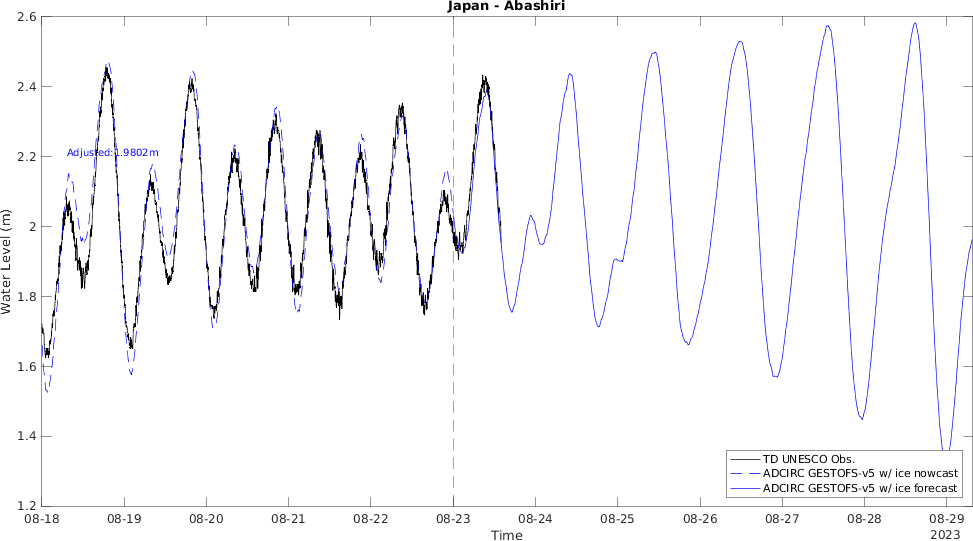 Japan - Abashiri
2.6
2.4
2.2
2
1.8
1.6
1.4
1.2
Water Level (m)
Adjusted:1.9802m
TD UNESCO Obs.
ADCIRC GESTOFS-v5 w/ ice nowcast
ADCIRC GESTOFS-v5 w/ ice forecast
08-18 08-19 08-20 08-21 08-22 08-23 08-24 08-25 08-26 08-27 08-28 08-29
2023
Time